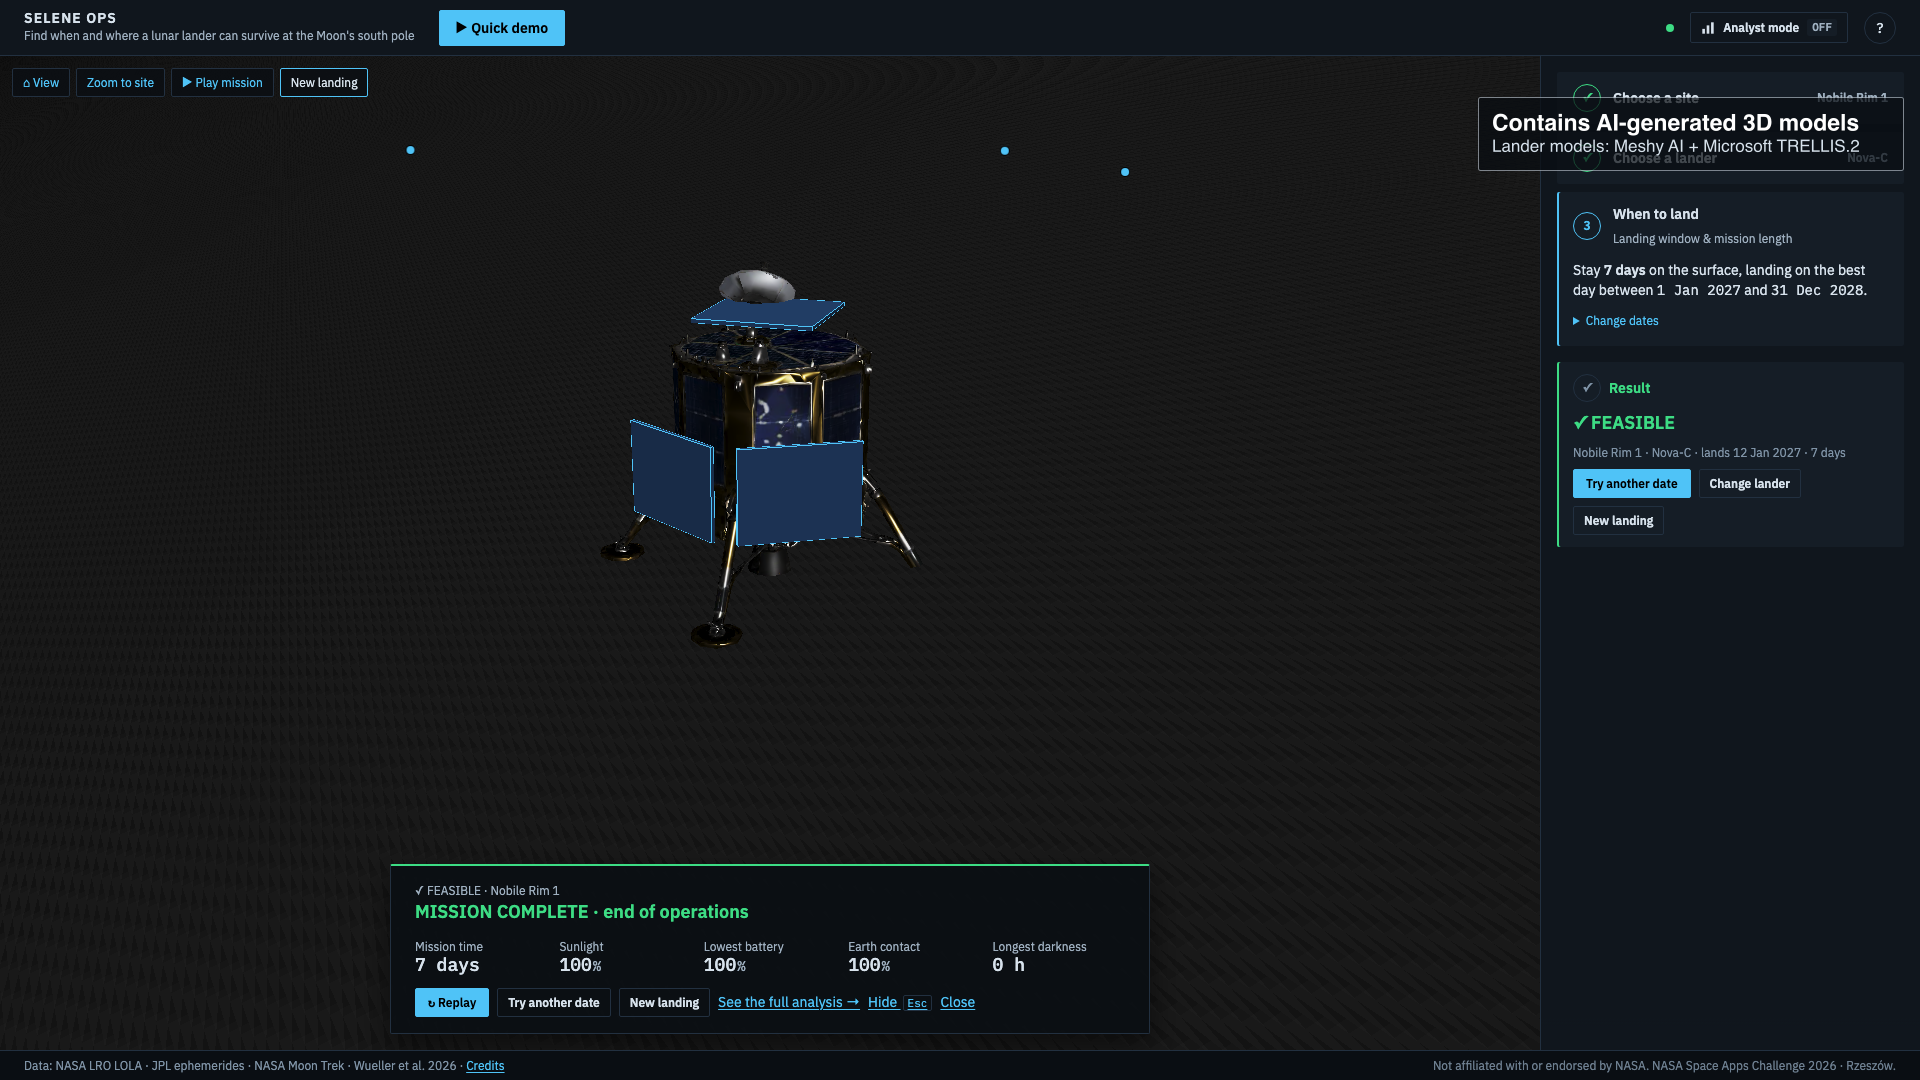 SELENE OPS
Find when and where a lunar lander can survive at the Moon's south pole
▶ Quick demo
Analyst mode OFF
?
⌂ View
Zoom to site
▶ Play mission
New landing
✓ Choose a site Nobile Rim 1
Contains AI-generated 3D models
Lander models: Meshy AI + Microsoft TRELLIS.2
✓ Choose a lander Nova-C
3 When to land
Landing window & mission length
Stay 7 days on the surface, landing on the best
day between 1 Jan 2027 and 31 Dec 2028.
▶ Change dates
✓ Result
✓FEASIBLE
Nobile Rim 1 · Nova-C · lands 12 Jan 2027 · 7 days
Try another date
Change lander
New landing
✓ FEASIBLE · Nobile Rim 1
MISSION COMPLETE · end of operations
Mission time Sunlight Lowest battery Earth contact Longest darkness
7 days 100% 100% 100% 0 h
↻ Replay Try another date New landing See the full analysis → Hide Esc Close
Data: NASA LRO LOLA · JPL ephemerides · NASA Moon Trek · Wueller et al. 2026 · Credits
Not affiliated with or endorsed by NASA. NASA Space Apps Challenge 2026 · Rzeszów.